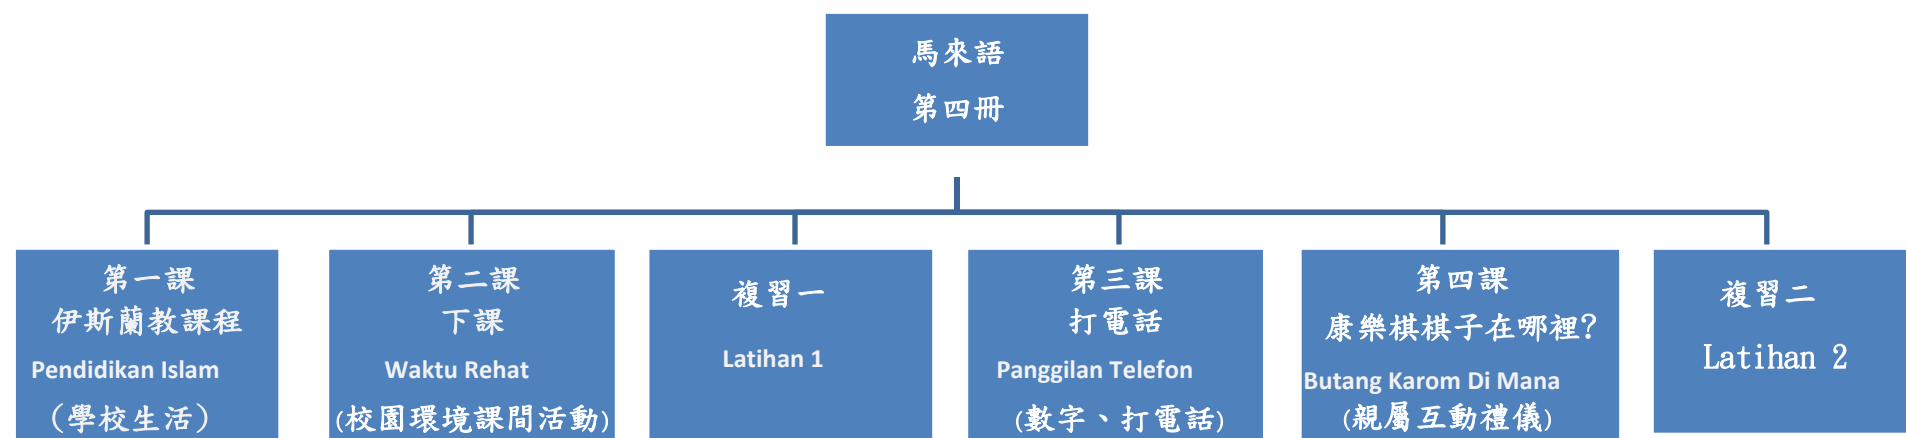 馬來語
第四冊
第一課
伊斯蘭教課程
Pendidikan Islam
(學校生活)
第二課
下課
Waktu Rehat
(校園環境課間活動)
複習一
Latihan 1
第三課
打電話
Panggilan Telefon
(數字、打電話)
第四課
康樂棋棋子在哪裡?
Butang Karom Di Mana
(親屬互動禮儀)
複習二
Latihan 2